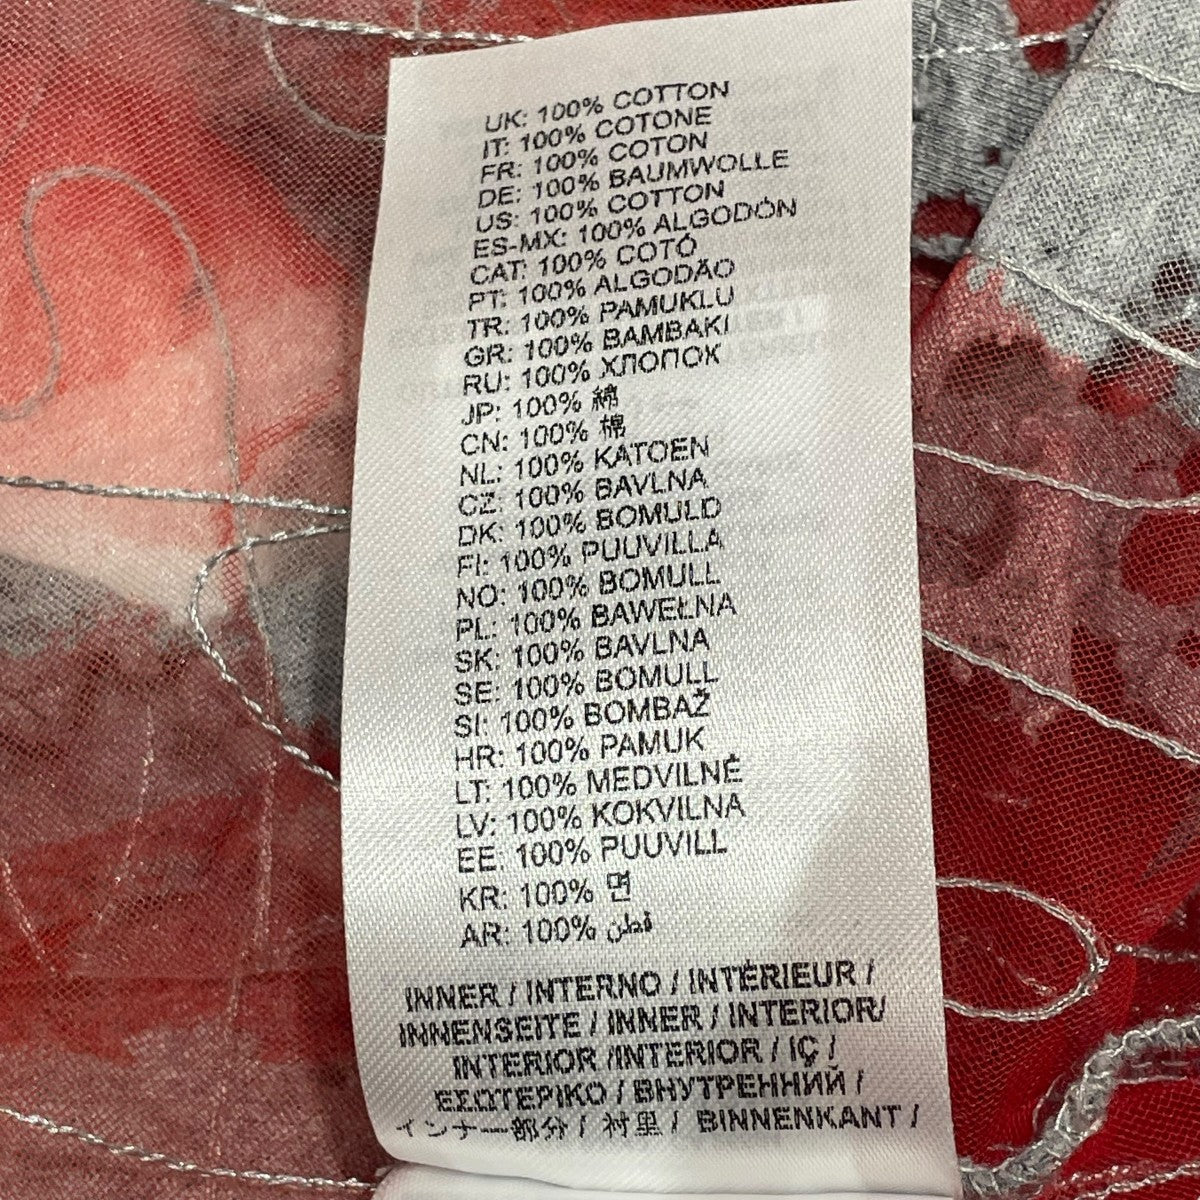 UK: 100% COTTON
IT: 100% COTONE
FR: 100% COTON
DE: 100% BAUMWOLLE
US: 100% COTTON
ES-MX: 100% ALGODÓN
CAT: 100% COTÓ
PT: 100% ALGODÃO
TR: 100% PAMUKLU
GR: 100% BAMBAKI
RU: 100% ХЛОПОК
JP: 100% 綿
CN: 100% 棉
NL: 100% KATOEN
CZ: 100% BAVLNA
DK: 100% BOMULD
FI: 100% PUUVILLA
NO: 100% BOMULL
PL: 100% BAWEŁNA
SK: 100% BAVLNA
SE: 100% BOMULL
SI: 100% BOMBAŽ
HR: 100% PAMUK
LT: 100% MEDVILNĖ
LV: 100% KOKVILNA
EE: 100% PUUVILL
KR: 100% 면
AR: 100% قطن
INNER / INTERNO / INTÉRIEUR /
INNENSEITE / INNER / INTERIOR/
INTERIOR /INTERIOR / IÇ /
ΕΣΩΤΕΡΙΚΟ / ВНУТРЕННИЙ /
インナー部分 / 衬里 / BINNENKANT /